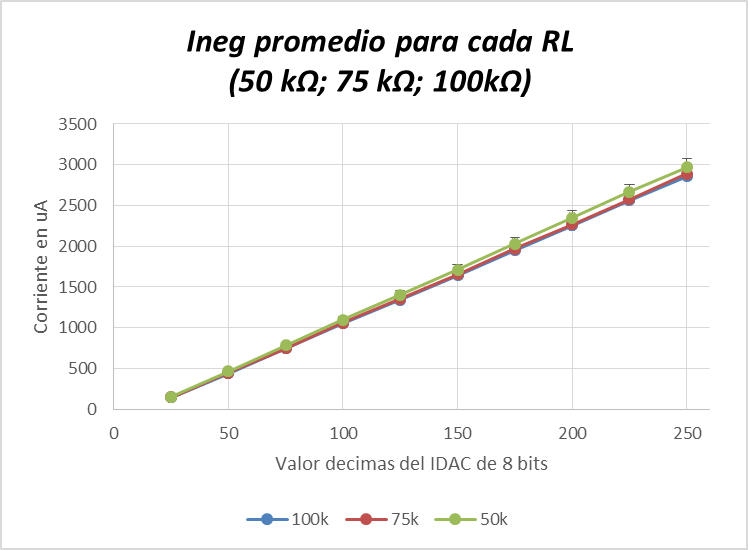 Ineg promedio para cada RL
(50 kΩ; 75 kΩ; 100kΩ)
3500
3000
2500
2000
1500
1000
500
0
Corriente en uA
0 50 100 150 200 250
Valor decimas del IDAC de 8 bits
100k 75k 50k